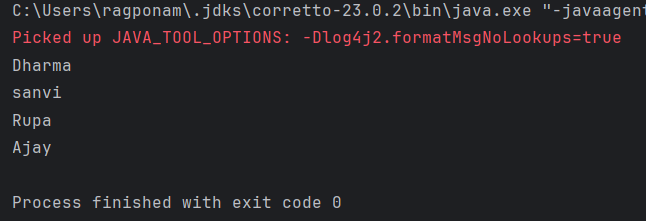 C:\Users\ragponam\.jdks\corretto-23.0.2\bin\java.exe "-javaagent
Picked up JAVA_TOOL_OPTIONS: -Dlog4j2.formatMsgNoLookups=true
Dharma
sanvi
Rupa
Ajay
Process finished with exit code 0